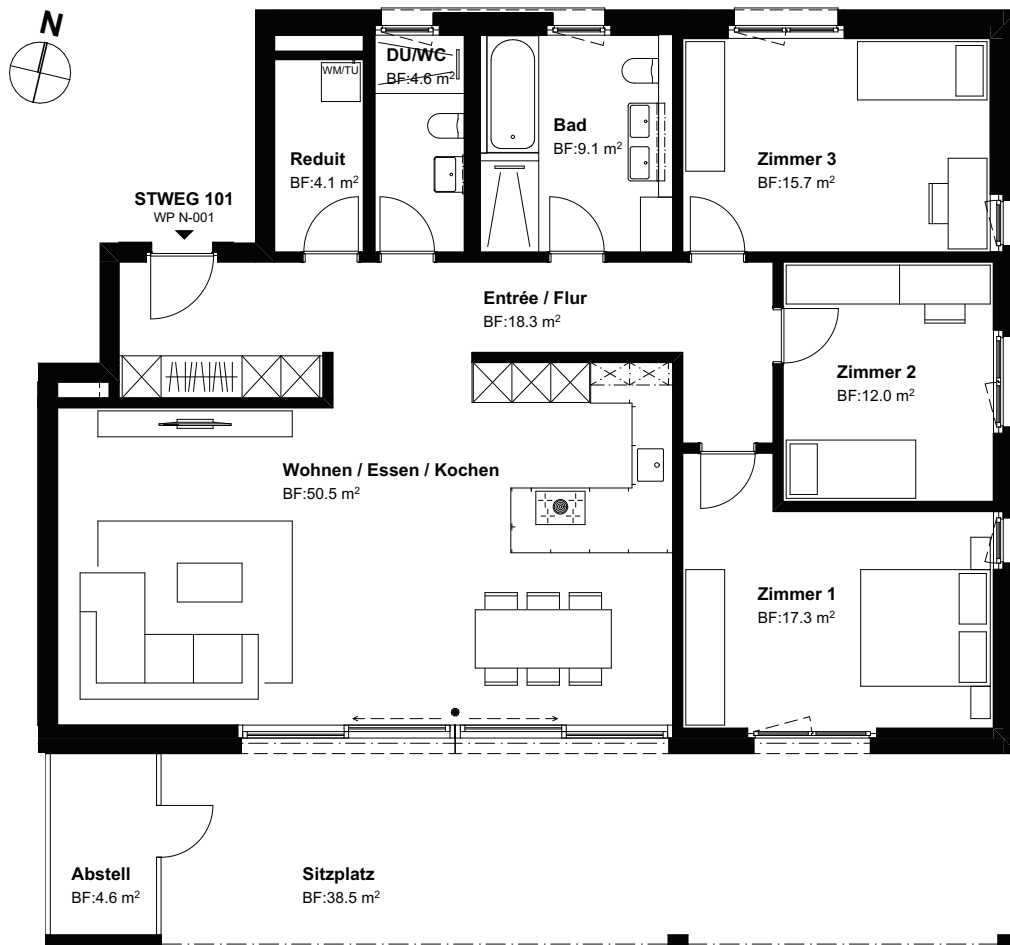 N
DU/WC
BF:4.6 m²
WM/TU
Bad
BF:9.1 m²
Reduit
BF:4.1 m²
Zimmer 3
BF:15.7 m²
STWEG 101
WP N-001
Entrée / Flur
BF:18.3 m²
Zimmer 2
BF:12.0 m²
Wohnen / Essen / Kochen
BF:50.5 m²
Zimmer 1
BF:17.3 m²
Abstell
BF:4.6 m²
Sitzplatz
BF:38.5 m²